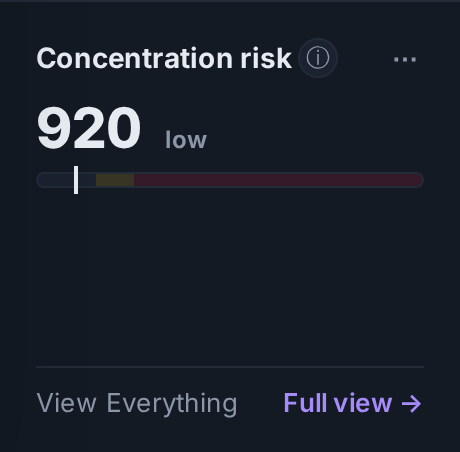 Concentration risk ⓘ ...
920 low
View Everything Full view →